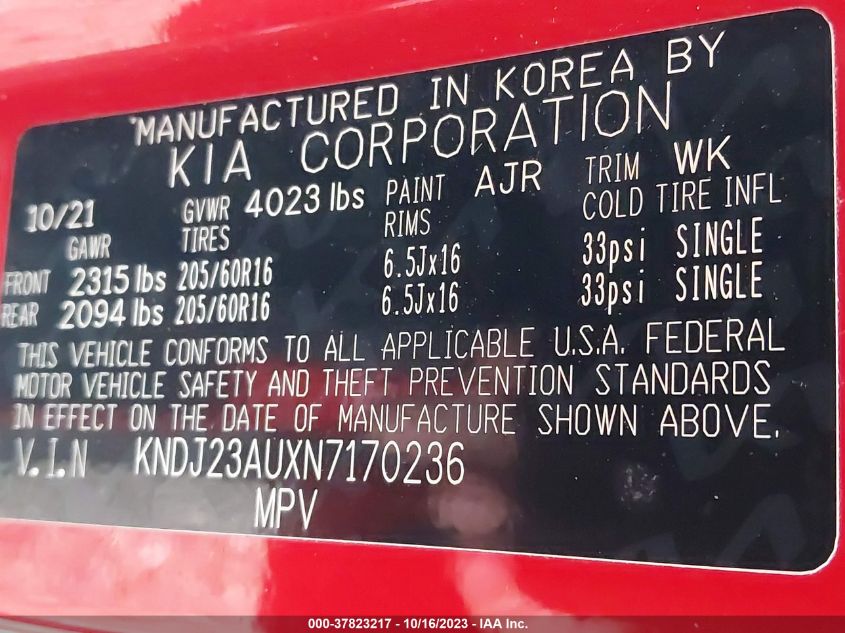 MANUFACTURED IN KOREA BY
KIA CORPORATION
10/21 GVWR 4023 lbs PAINT AJR TRIM WK
GAWR TIRES RIMS COLD TIRE INFL
FRONT 2315 lbs 205/60R16 6.5Jx16 33psi SINGLE
REAR 2094 lbs 205/60R16 6.5Jx16 33psi SINGLE
THIS VEHICLE CONFORMS TO ALL APPLICABLE U.S.A. FEDERAL
MOTOR VEHICLE SAFETY AND THEFT PREVENTION STANDARDS
IN EFFECT ON THE DATE OF MANUFACTURE SHOWN ABOVE.
V.I.N KNDJ23AUXN7170236
MPV
000-37823217 - 10/16/2023 - IAA Inc.